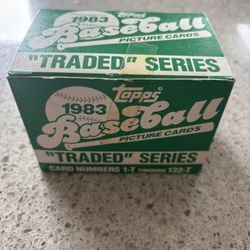 1983 Topps
Baseball
PICTURE CARDS
"TRADED" SERIES
1983 Topps
Baseball
PICTURE CARDS
"TRADED" SERIES
CARD NUMBERS 1-T THROUGH 132-T